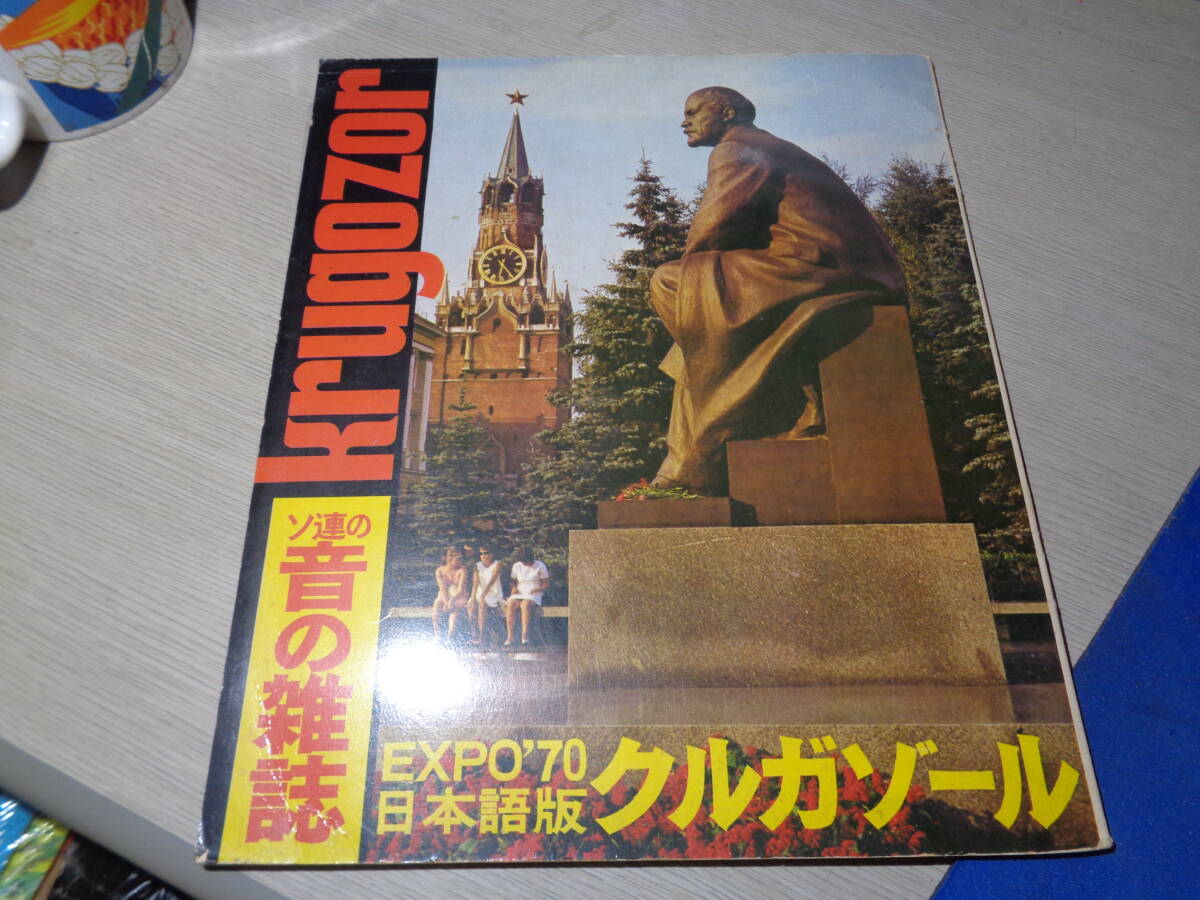 krugozor
ソ連の
音の雑誌
EXPO'70
日本語版
クルガゾール